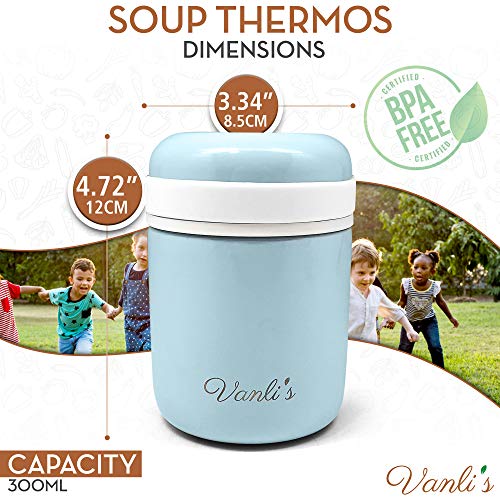 SOUP THERMOS
DIMENSIONS
3.34”
8.5CM
4.72”
12CM
CERTIFIED
BPA
FREE
CERTIFIED
Vanli's
CAPACITY
300ML
Vanli's